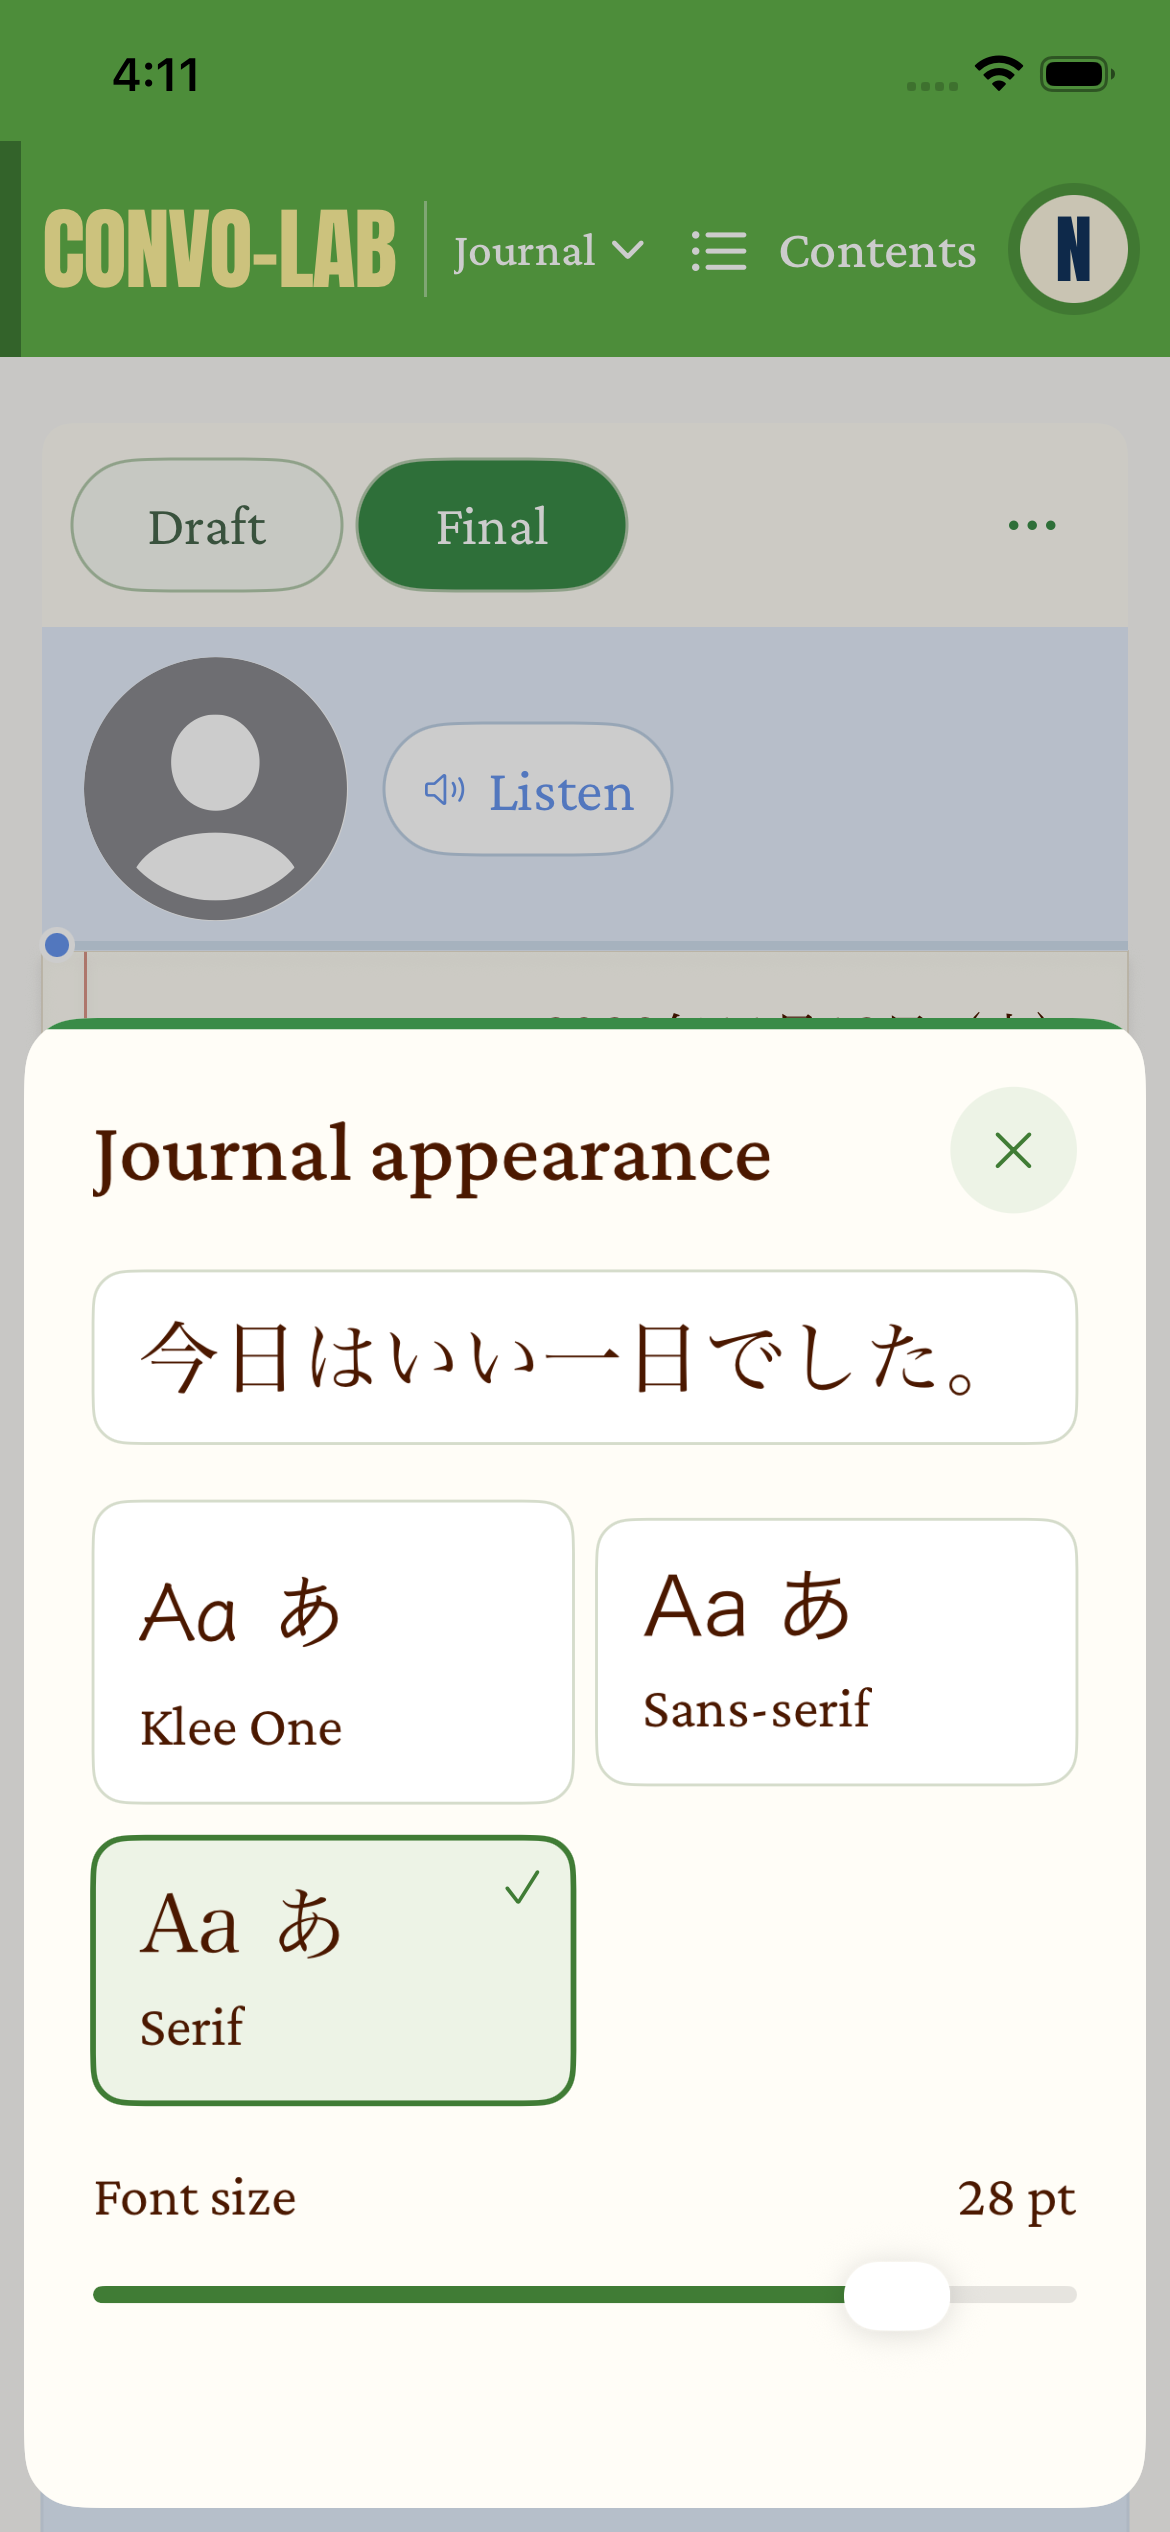 4:11
CONVO-LAB
Journal
Contents
N
Draft
Final
Listen
Journal appearance
今日はいい一日でした。
Aa あ
Klee One
Aa あ
Sans-serif
Aa あ
Serif
Font size
28 pt